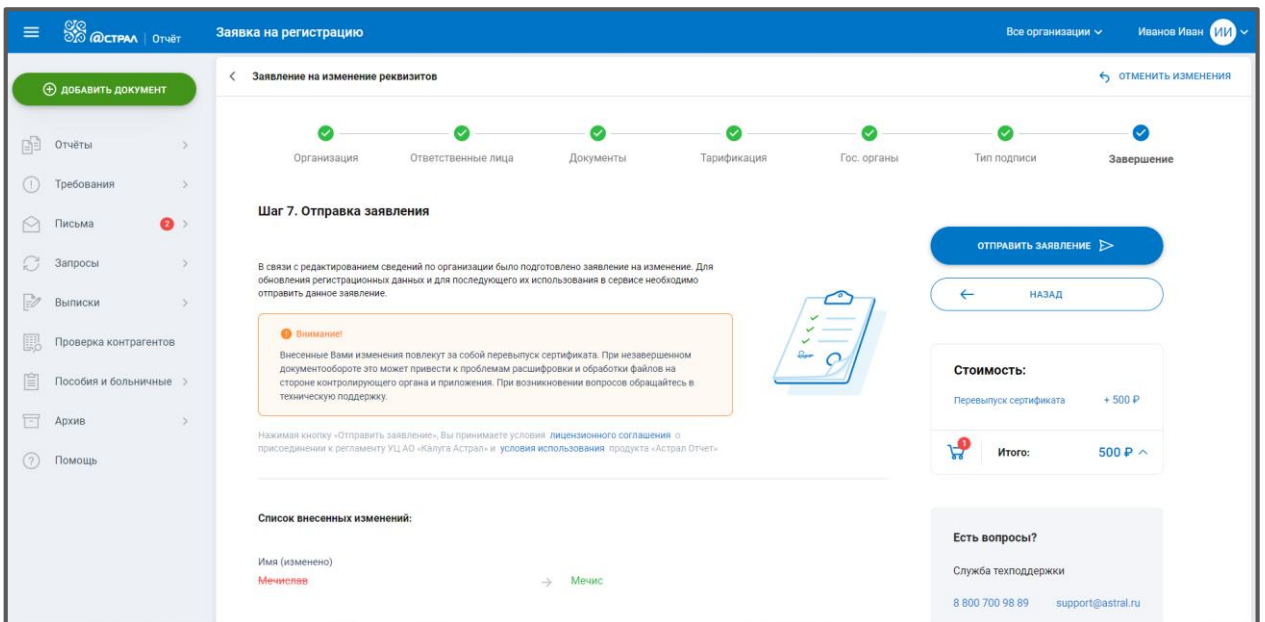 @СТРАЛ | Отчёт
Заявка на регистрацию
Все организации
Иванов Иван ИИ
ДОБАВИТЬ ДОКУМЕНТ
Отчёты
Требования
Письма 2
Запросы
Выписки
Проверка контрагентов
Пособия и больничные
Архив
Помощь
Заявление на изменение реквизитов
ОТМЕНИТЬ ИЗМЕНЕНИЯ
Организация
Ответственные лица
Документы
Тарификация
Гос. органы
Тип подписи
Завершение
Шаг 7. Отправка заявления
В связи с редактированием сведений по организации было подготовлено заявление на изменение. Для
обновления регистрационных данных и для последующего их использования в сервисе необходимо
отправить данное заявление.
Внимание!
Внесенные Вами изменения повлекут за собой перевыпуск сертификата. При незавершенном
документообороте это может привести к проблемам расшифровки и обработки файлов на
стороне контролирующего органа и приложения. При возникновении вопросов обращайтесь в
техническую поддержку.
Нажимая кнопку «Отправить заявление», Вы принимаете условия лицензионного соглашения о
присоединении к регламенту УЦ АО «Калуга Астрал» и условия использования продукта «Астрал Отчет»
Список внесенных изменений:
Имя (изменено)
Мечислав → Мечис
ОТПРАВИТЬ ЗАЯВЛЕНИЕ
НАЗАД
Стоимость:
Перевыпуск сертификата + 500 ₽
1 Итого: 500 ₽
Есть вопросы?
Служба техподдержки
8 800 700 98 89 support@astral.ru